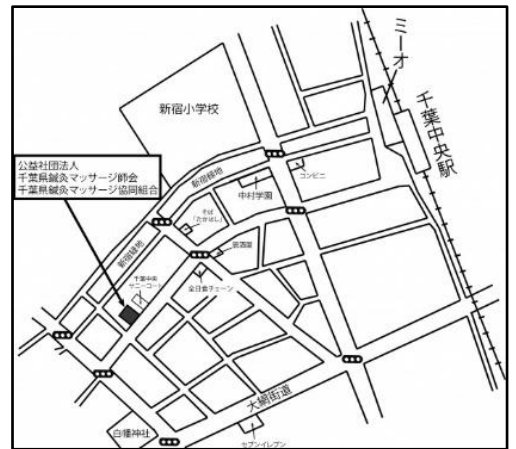 ミーオ
千葉中央駅
新宿小学校
公益社団法人
千葉県鍼灸マッサージ師会
千葉県鍼灸マッサージ協同組合
新宿緑地
コンビニ
中村学園
そば
「たかはし」
新宿緑地
居酒屋
千葉中央
サニーコート
全日食チェーン
大網街道
白幡神社
セブンイレブン